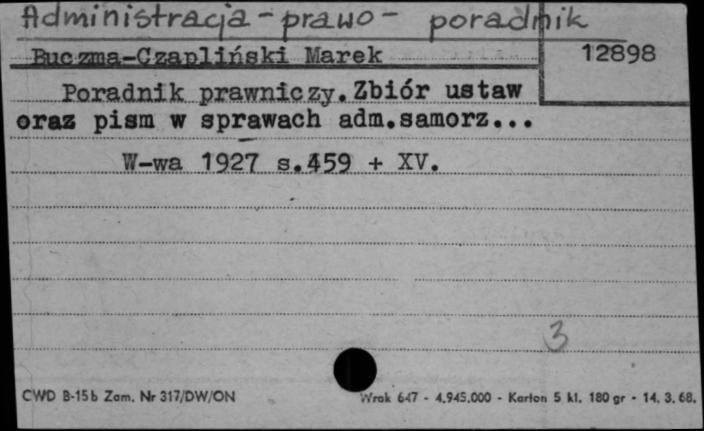 Administracja - prawo - poradnik
Buczma-Czapliński Marek
12898
Poradnik prawniczy. Zbiór ustaw
oraz pism w sprawach adm.samorz...
W-wa 1927 s.459 + XV.
3
CWD B-15b Zam. Nr 317/DW/ON
Wrak 647 - 4.945.000 - Karton 5 kl. 180 gr - 14. 3. 68.